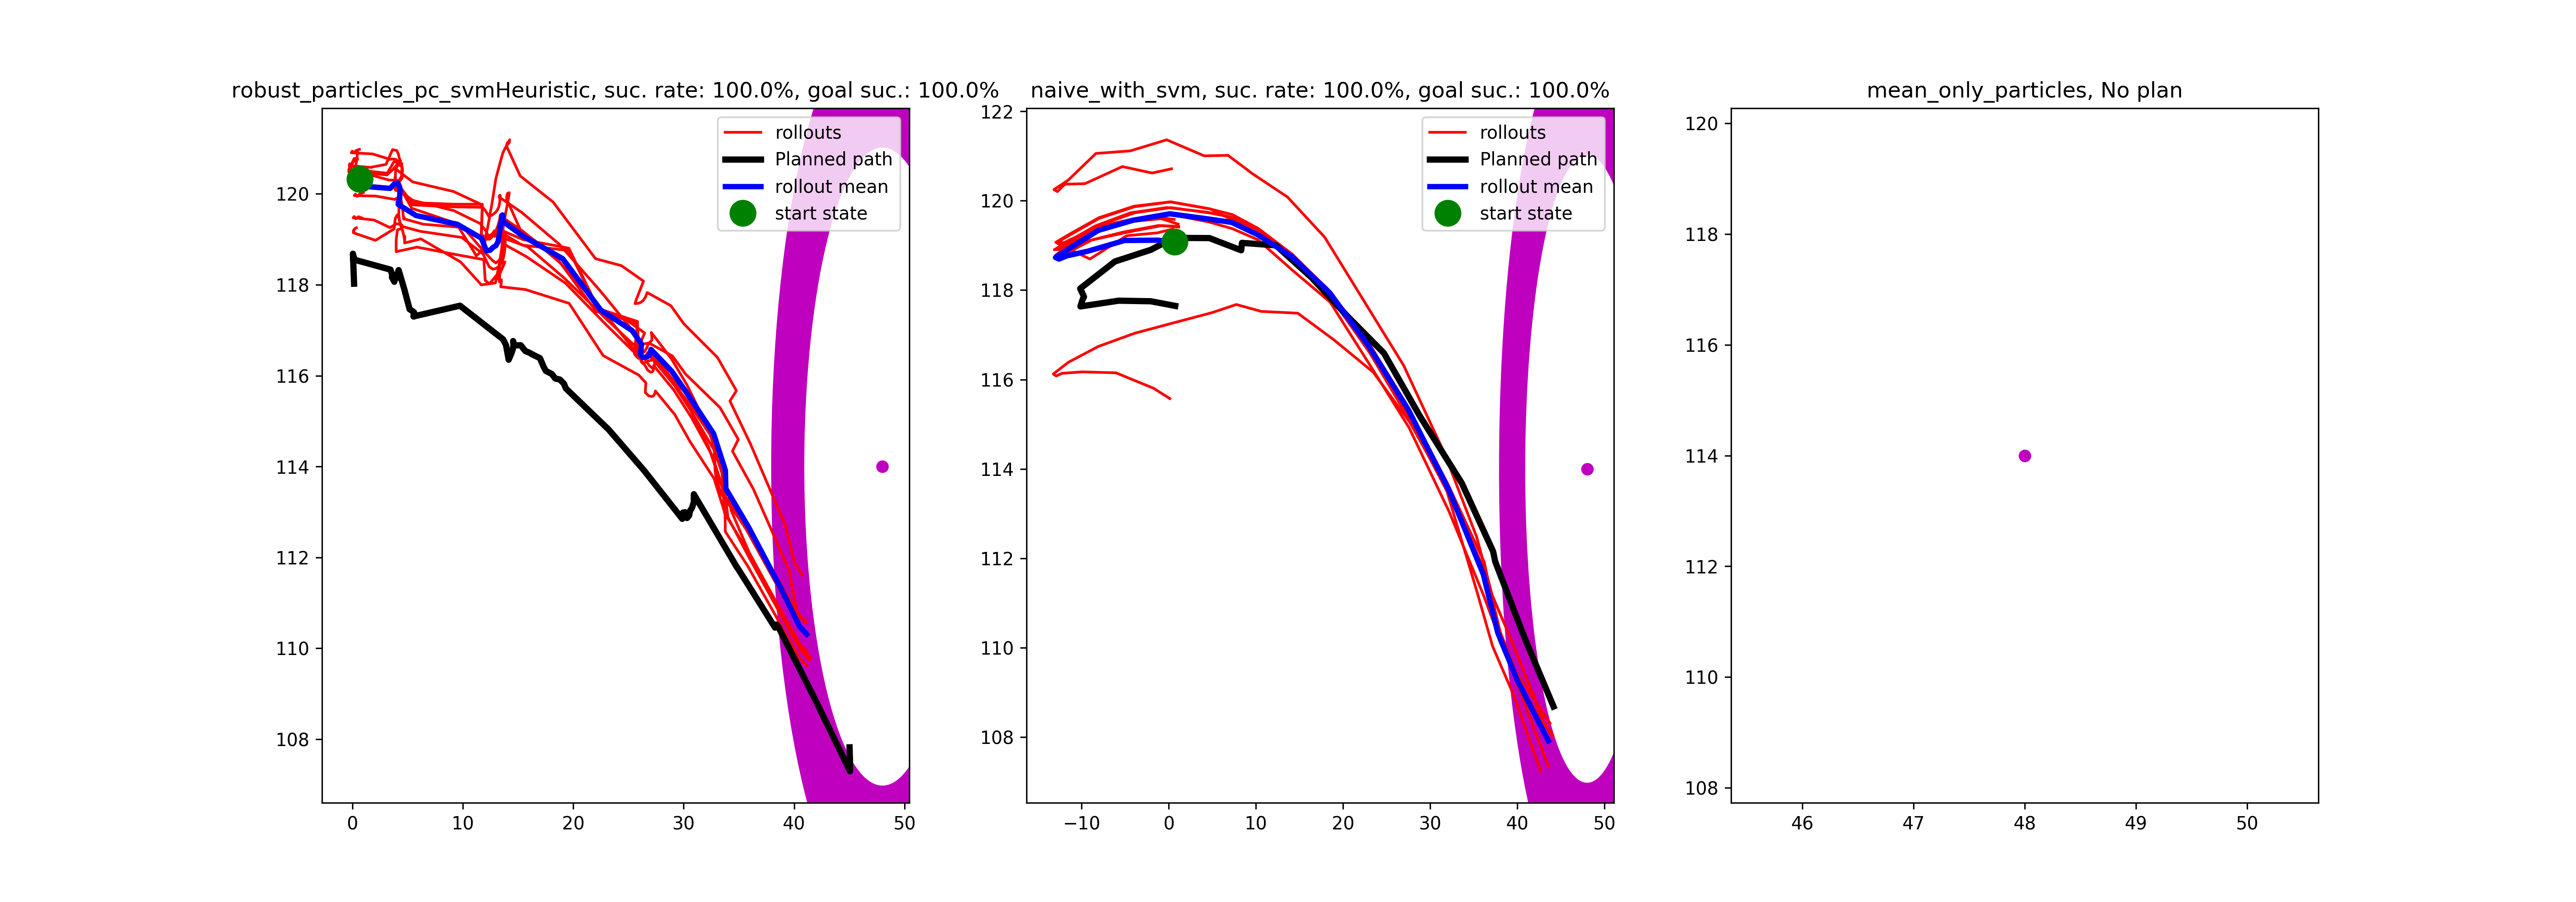 robust_particles_pc_svmHeuristic, suc. rate: 100.0%, goal suc.: 100.0%
rollouts
Planned path
rollout mean
start state
120
118
116
114
112
110
108
0 10 20 30 40 50
naive_with_svm, suc. rate: 100.0%, goal suc.: 100.0%
rollouts
Planned path
rollout mean
start state
122
120
118
116
114
112
110
108
−10 0 10 20 30 40 50
mean_only_particles, No plan
120
118
116
114
112
110
108
46 47 48 49 50